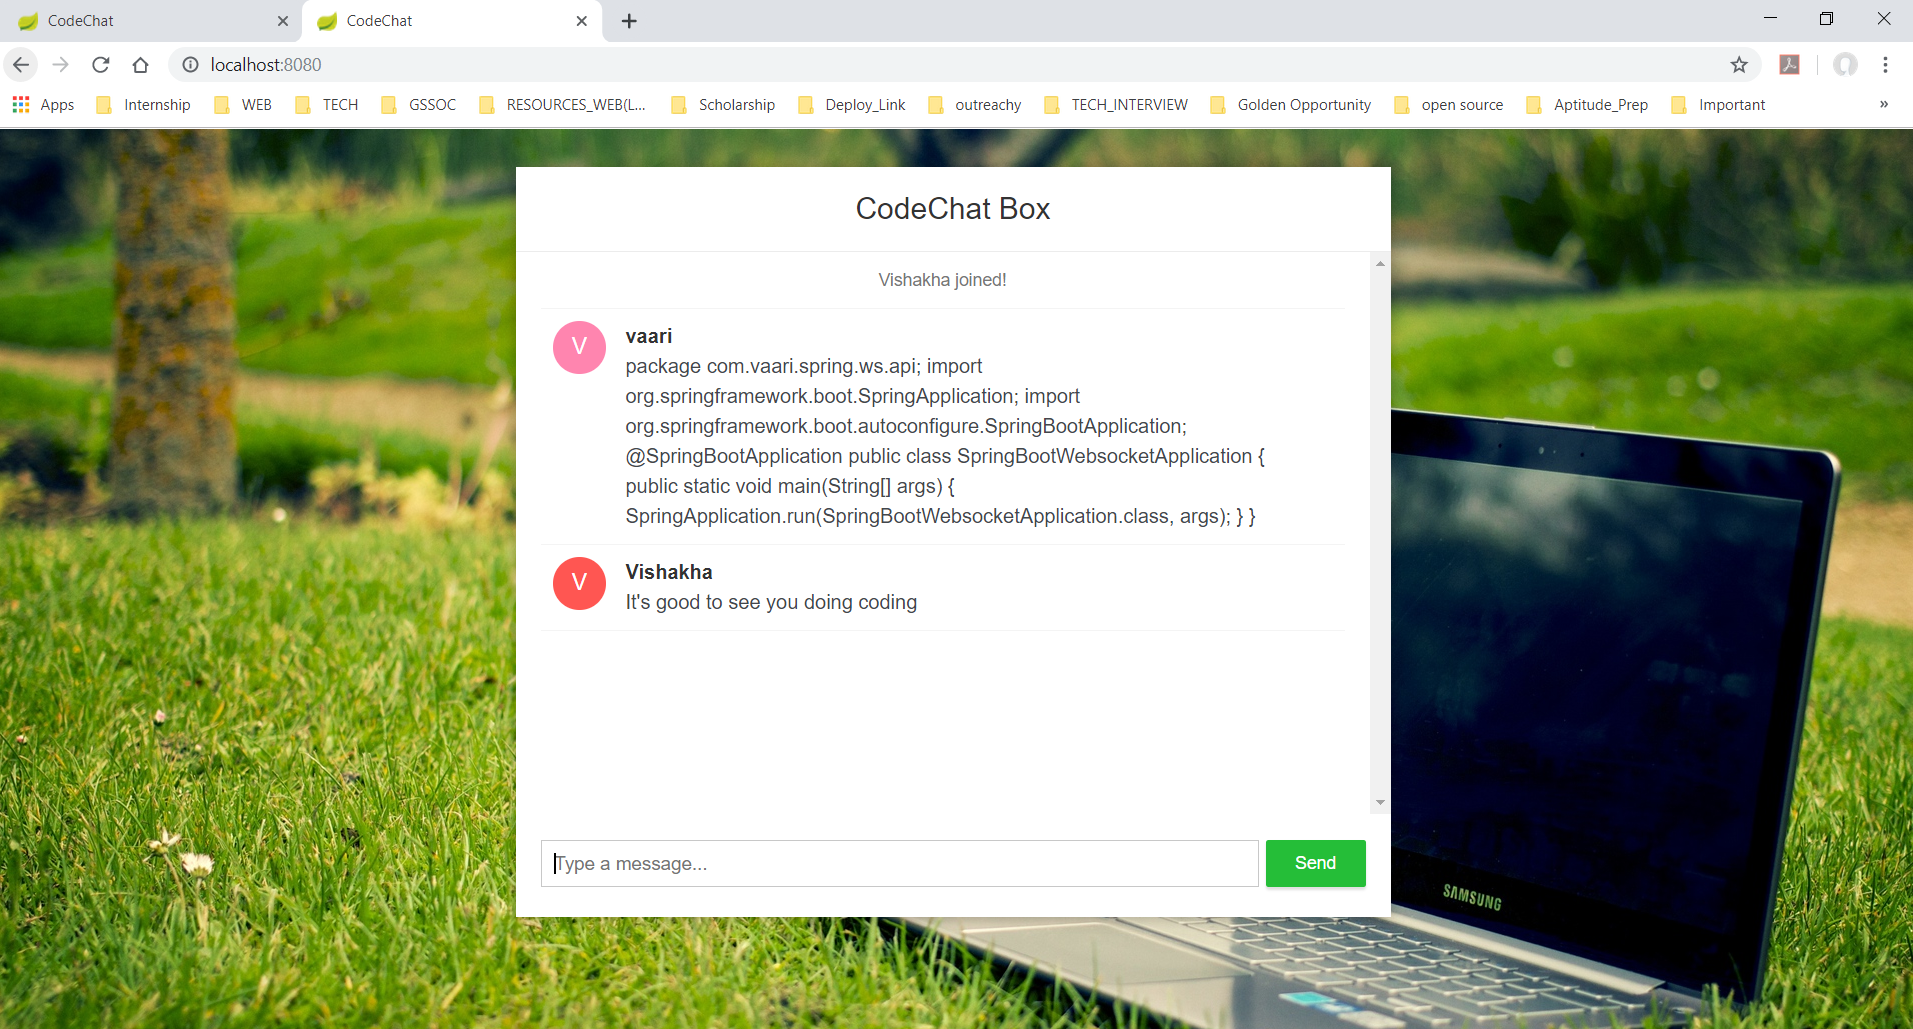 CodeChat
CodeChat
localhost:8080
Apps Internship WEB TECH GSSOC RESOURCES_WEB(L... Scholarship Deploy_Link outreachy TECH_INTERVIEW Golden Opportunity open source Aptitude_Prep Important »
CodeChat Box
Vishakha joined!
V
vaari
package com.vaari.spring.ws.api; import
org.springframework.boot.SpringApplication; import
org.springframework.boot.autoconfigure.SpringBootApplication;
@SpringBootApplication public class SpringBootWebsocketApplication {
public static void main(String[] args) {
SpringApplication.run(SpringBootWebsocketApplication.class, args); } }
V
Vishakha
It's good to see you doing coding
Type a message...
Send
SAMSUNG